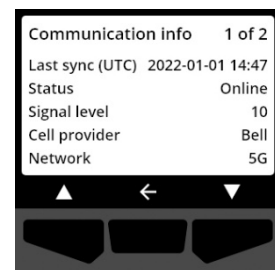 Communication info 1 of 2
Last sync (UTC) 2022-01-01 14:47
Status Online
Signal level 10
Cell provider Bell
Network 5G